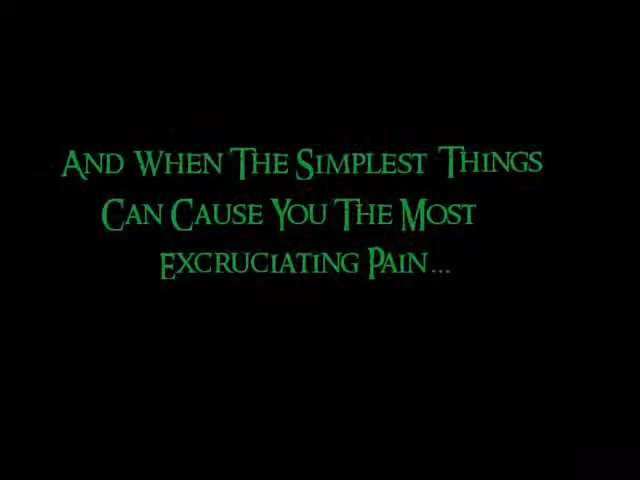 And When The Simplest Things
Can Cause You The Most
Excruciating Pain...